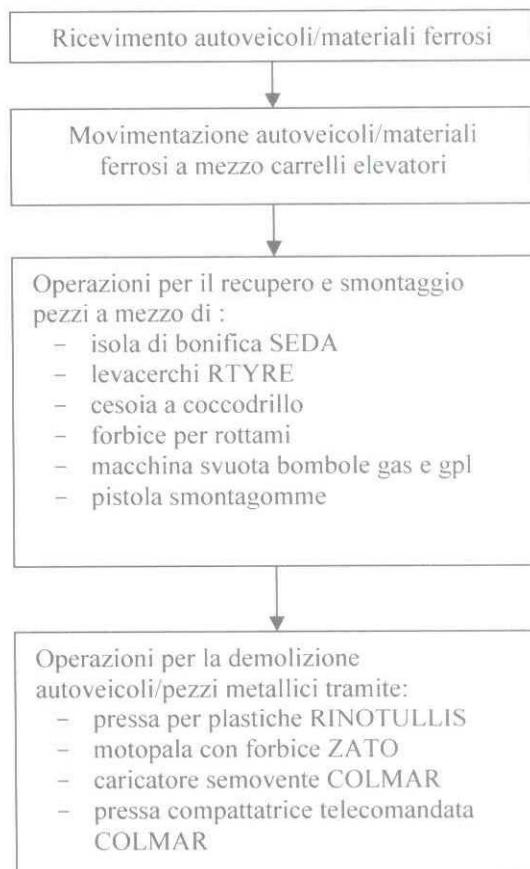 Ricevimento autoveicoli/materiali ferrosi
Movimentazione autoveicoli/materiali
ferrosi a mezzo carrelli elevatori
Operazioni per il recupero e smontaggio
pezzi a mezzo di :
- isola di bonifica SEDA
- levacerchi RTYRE
- cesoia a coccodrillo
- forbice per rottami
- macchina svuota bombole gas e gpl
- pistola smontagomme
Operazioni per la demolizione
autoveicoli/pezzi metallici tramite:
- pressa per plastiche RINOTULLIS
- motopala con forbice ZATO
- caricatore semovente COLMAR
- pressa compattatrice telecomandata
COLMAR